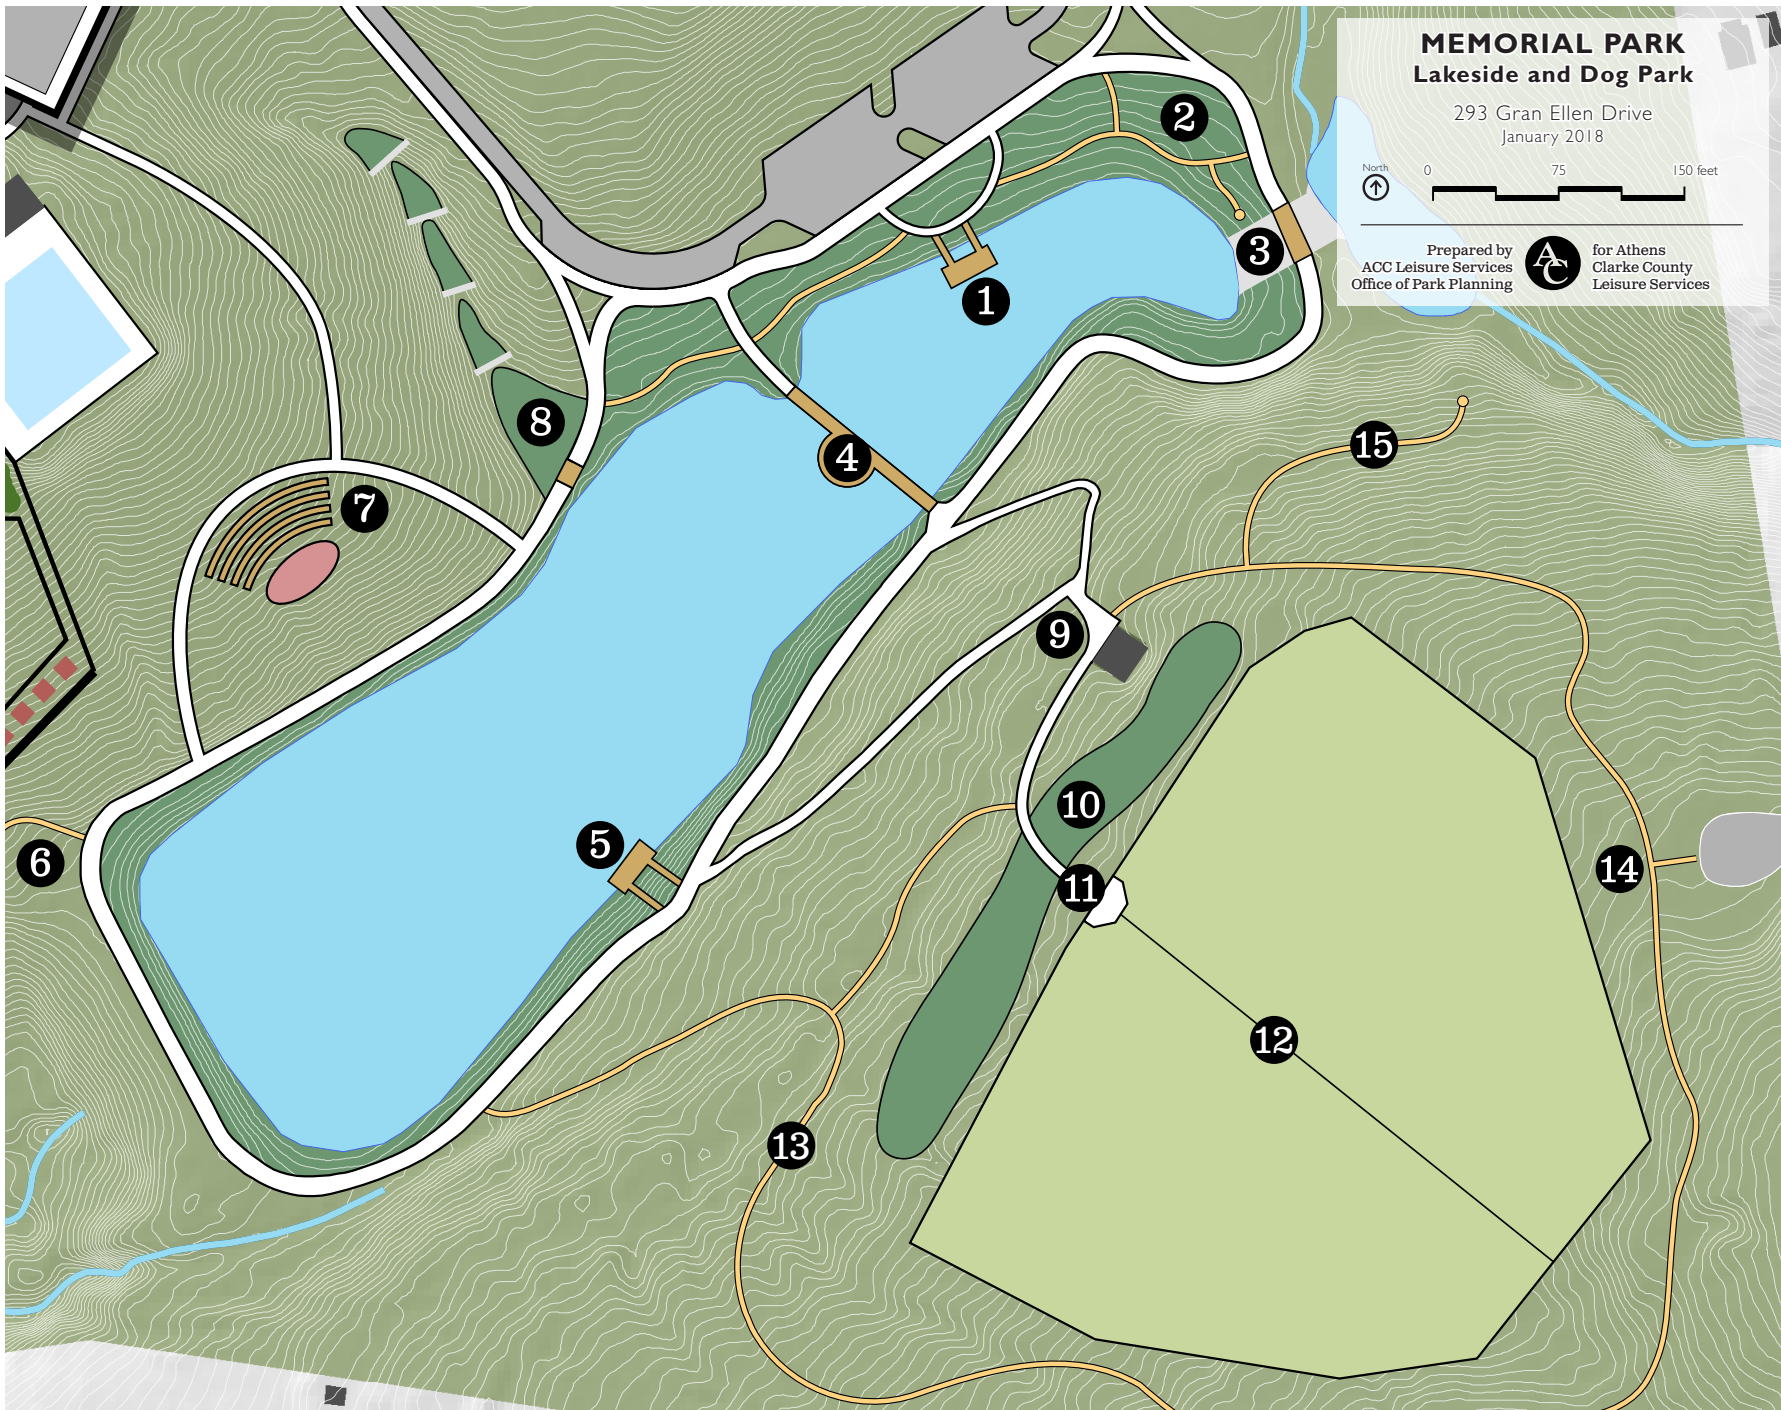 MEMORIAL PARK
Lakeside and Dog Park
293 Gran Ellen Drive
January 2018
North
0 75 150 feet
Prepared by
ACC Leisure Services
Office of Park Planning
AC
for Athens
Clarke County
Leisure Services
2
3
1
8
4
15
7
9
10
5
6
11
14
12
13